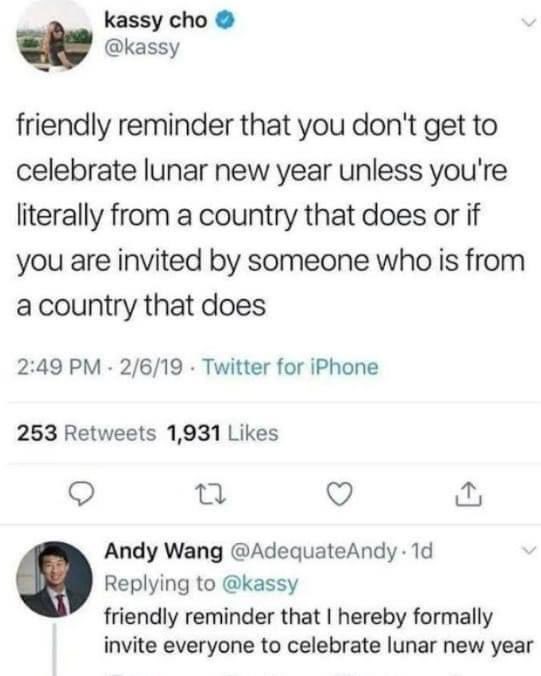 kassy cho
@kassy
friendly reminder that you don't get to
celebrate lunar new year unless you're
literally from a country that does or if
you are invited by someone who is from
a country that does
2:49 PM · 2/6/19 · Twitter for iPhone
253 Retweets 1,931 Likes
Andy Wang @AdequateAndy · 1d
Replying to @kassy
friendly reminder that I hereby formally
invite everyone to celebrate lunar new year